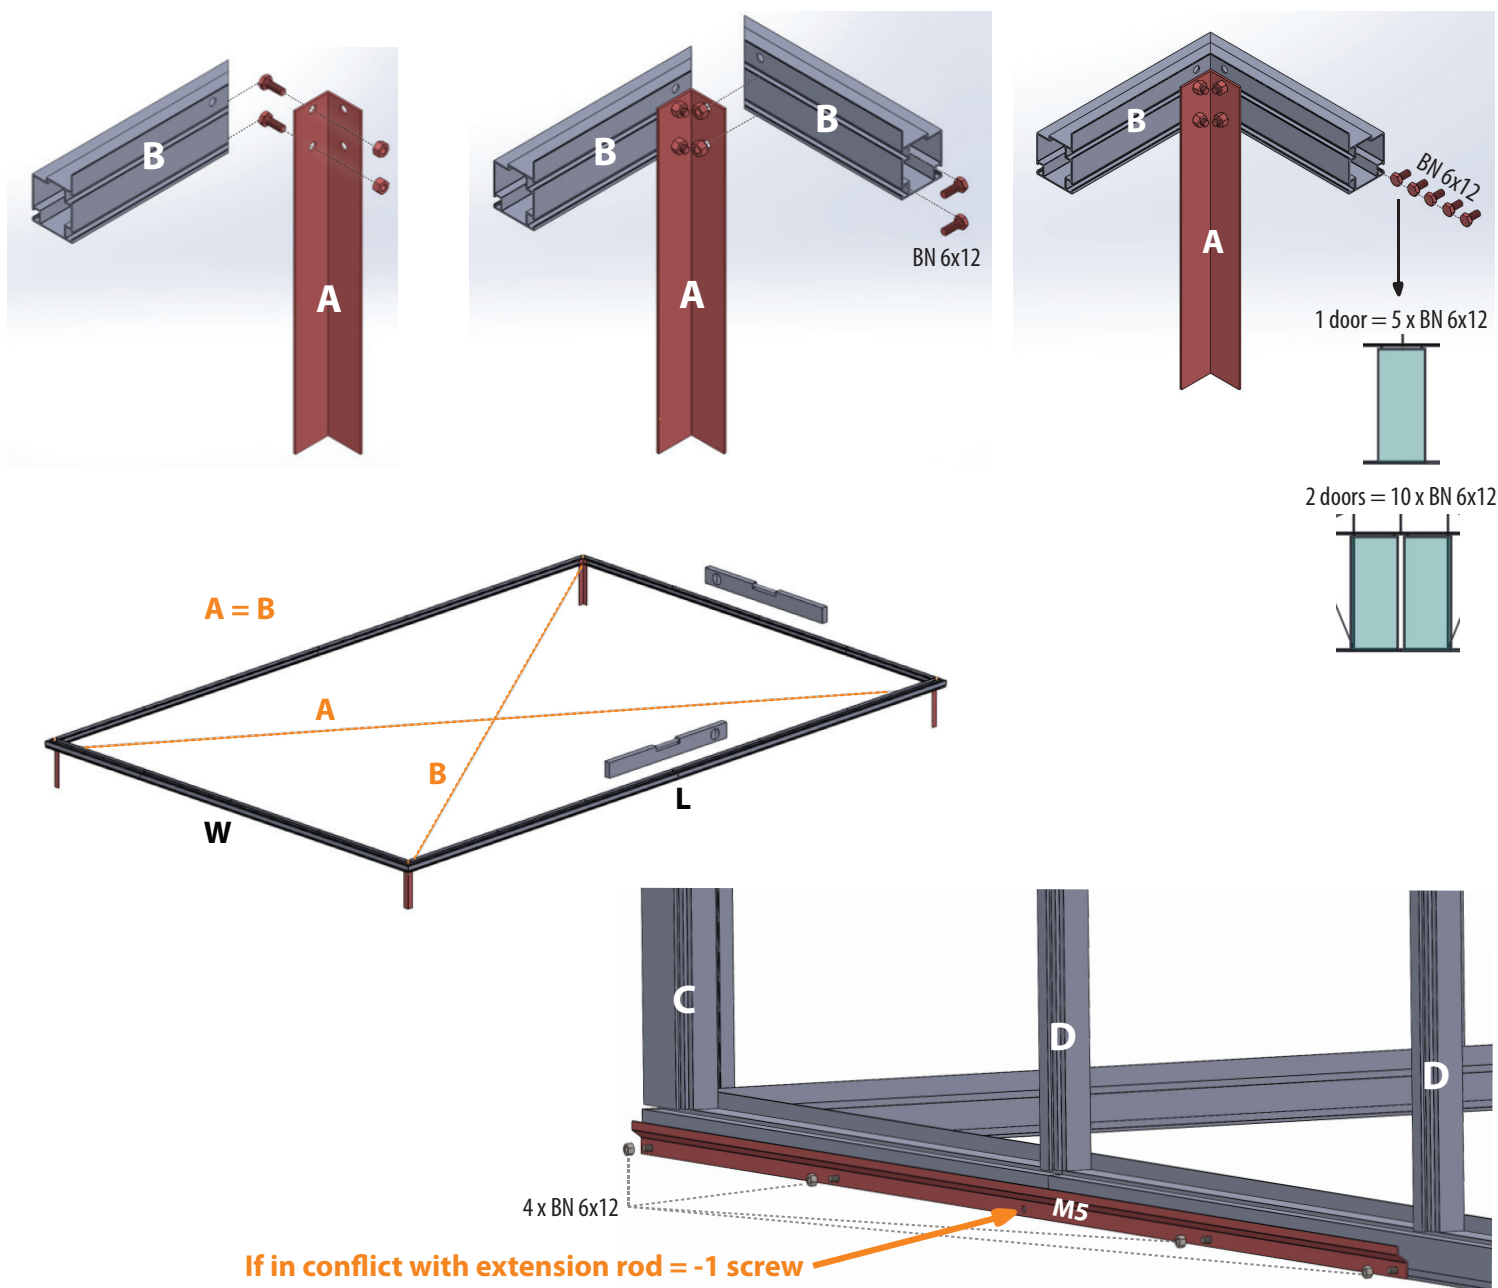 B
A
B
B
A
BN 6x12
B
A
BN 6x12
1 door = 5 x BN 6x12
2 doors = 10 x BN 6x12
A = B
A
B
W
L
C
D
D
M5
4 x BN 6x12
If in conflict with extension rod = -1 screw